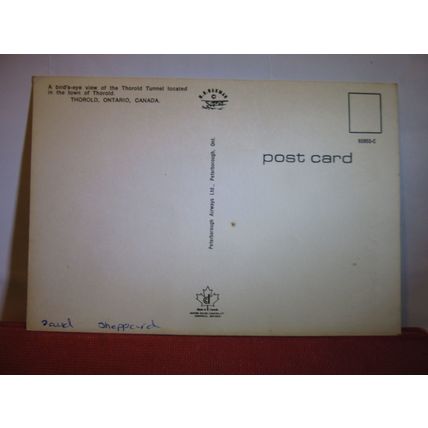 A bird's-eye view of the Thorold Tunnel located
in the town of Thorold.
THOROLD, ONTARIO, CANADA.
post card
Peterborough Airways Ltd., Peterborough, Ont.
Sheppard